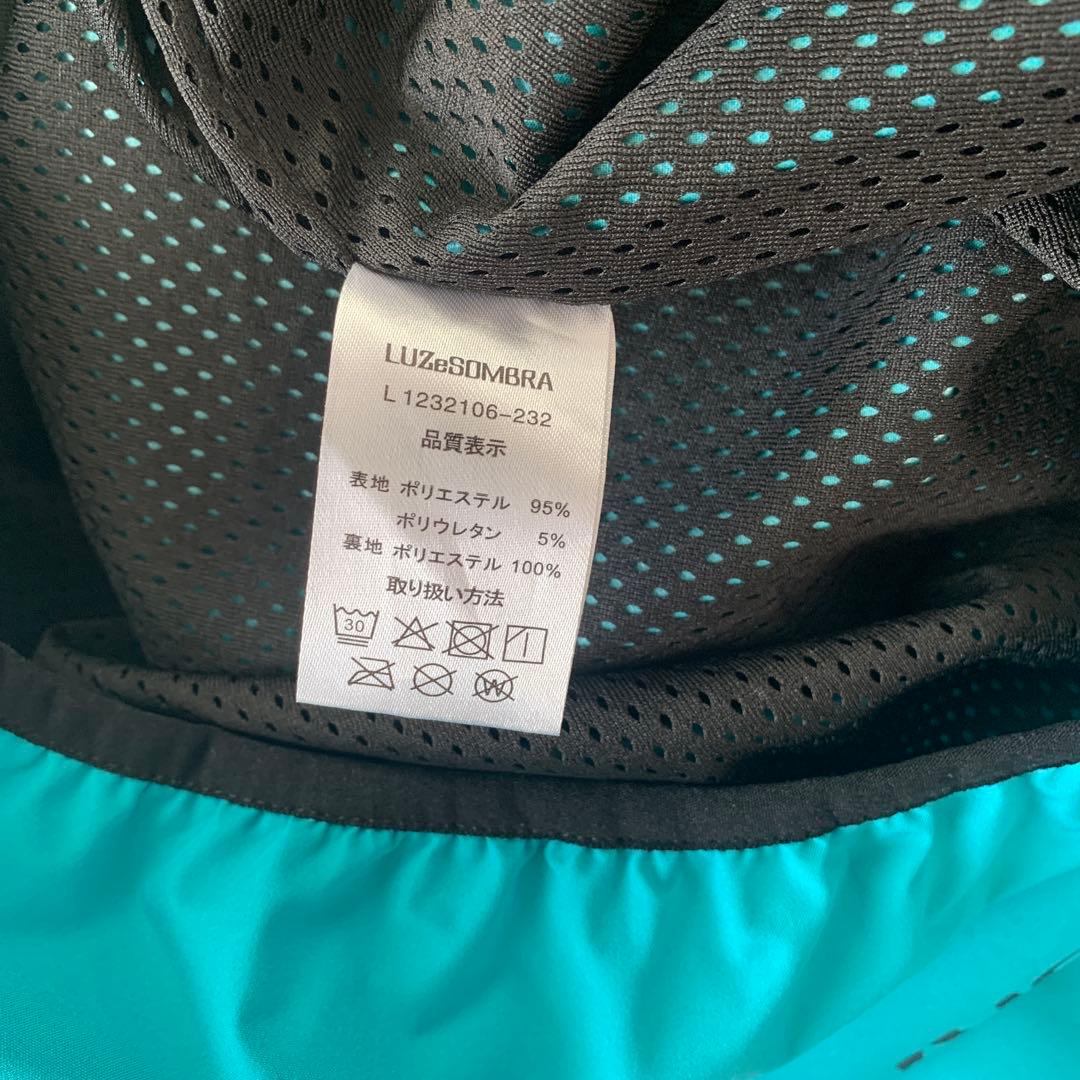 LUZeSOMBRA
L1232106-232
品質表示
表地 ポリエステル 95%
ポリウレタン 5%
裏地 ポリエステル 100%
取り扱い方法
30
W